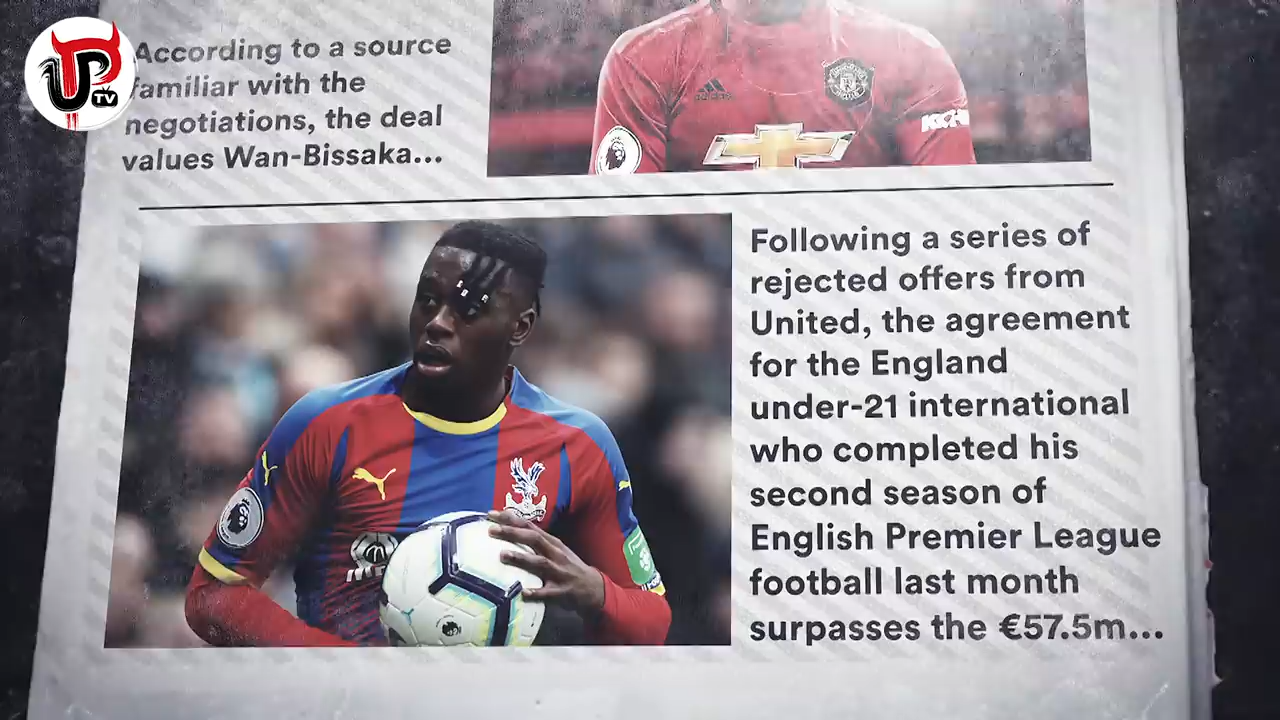 UP
TV
According to a source
familiar with the
negotiations, the deal
values Wan-Bissaka...
Following a series of
rejected offers from
United, the agreement
for the England
under-21 international
who completed his
second season of
English Premier League
football last month
surpasses the €57.5m...